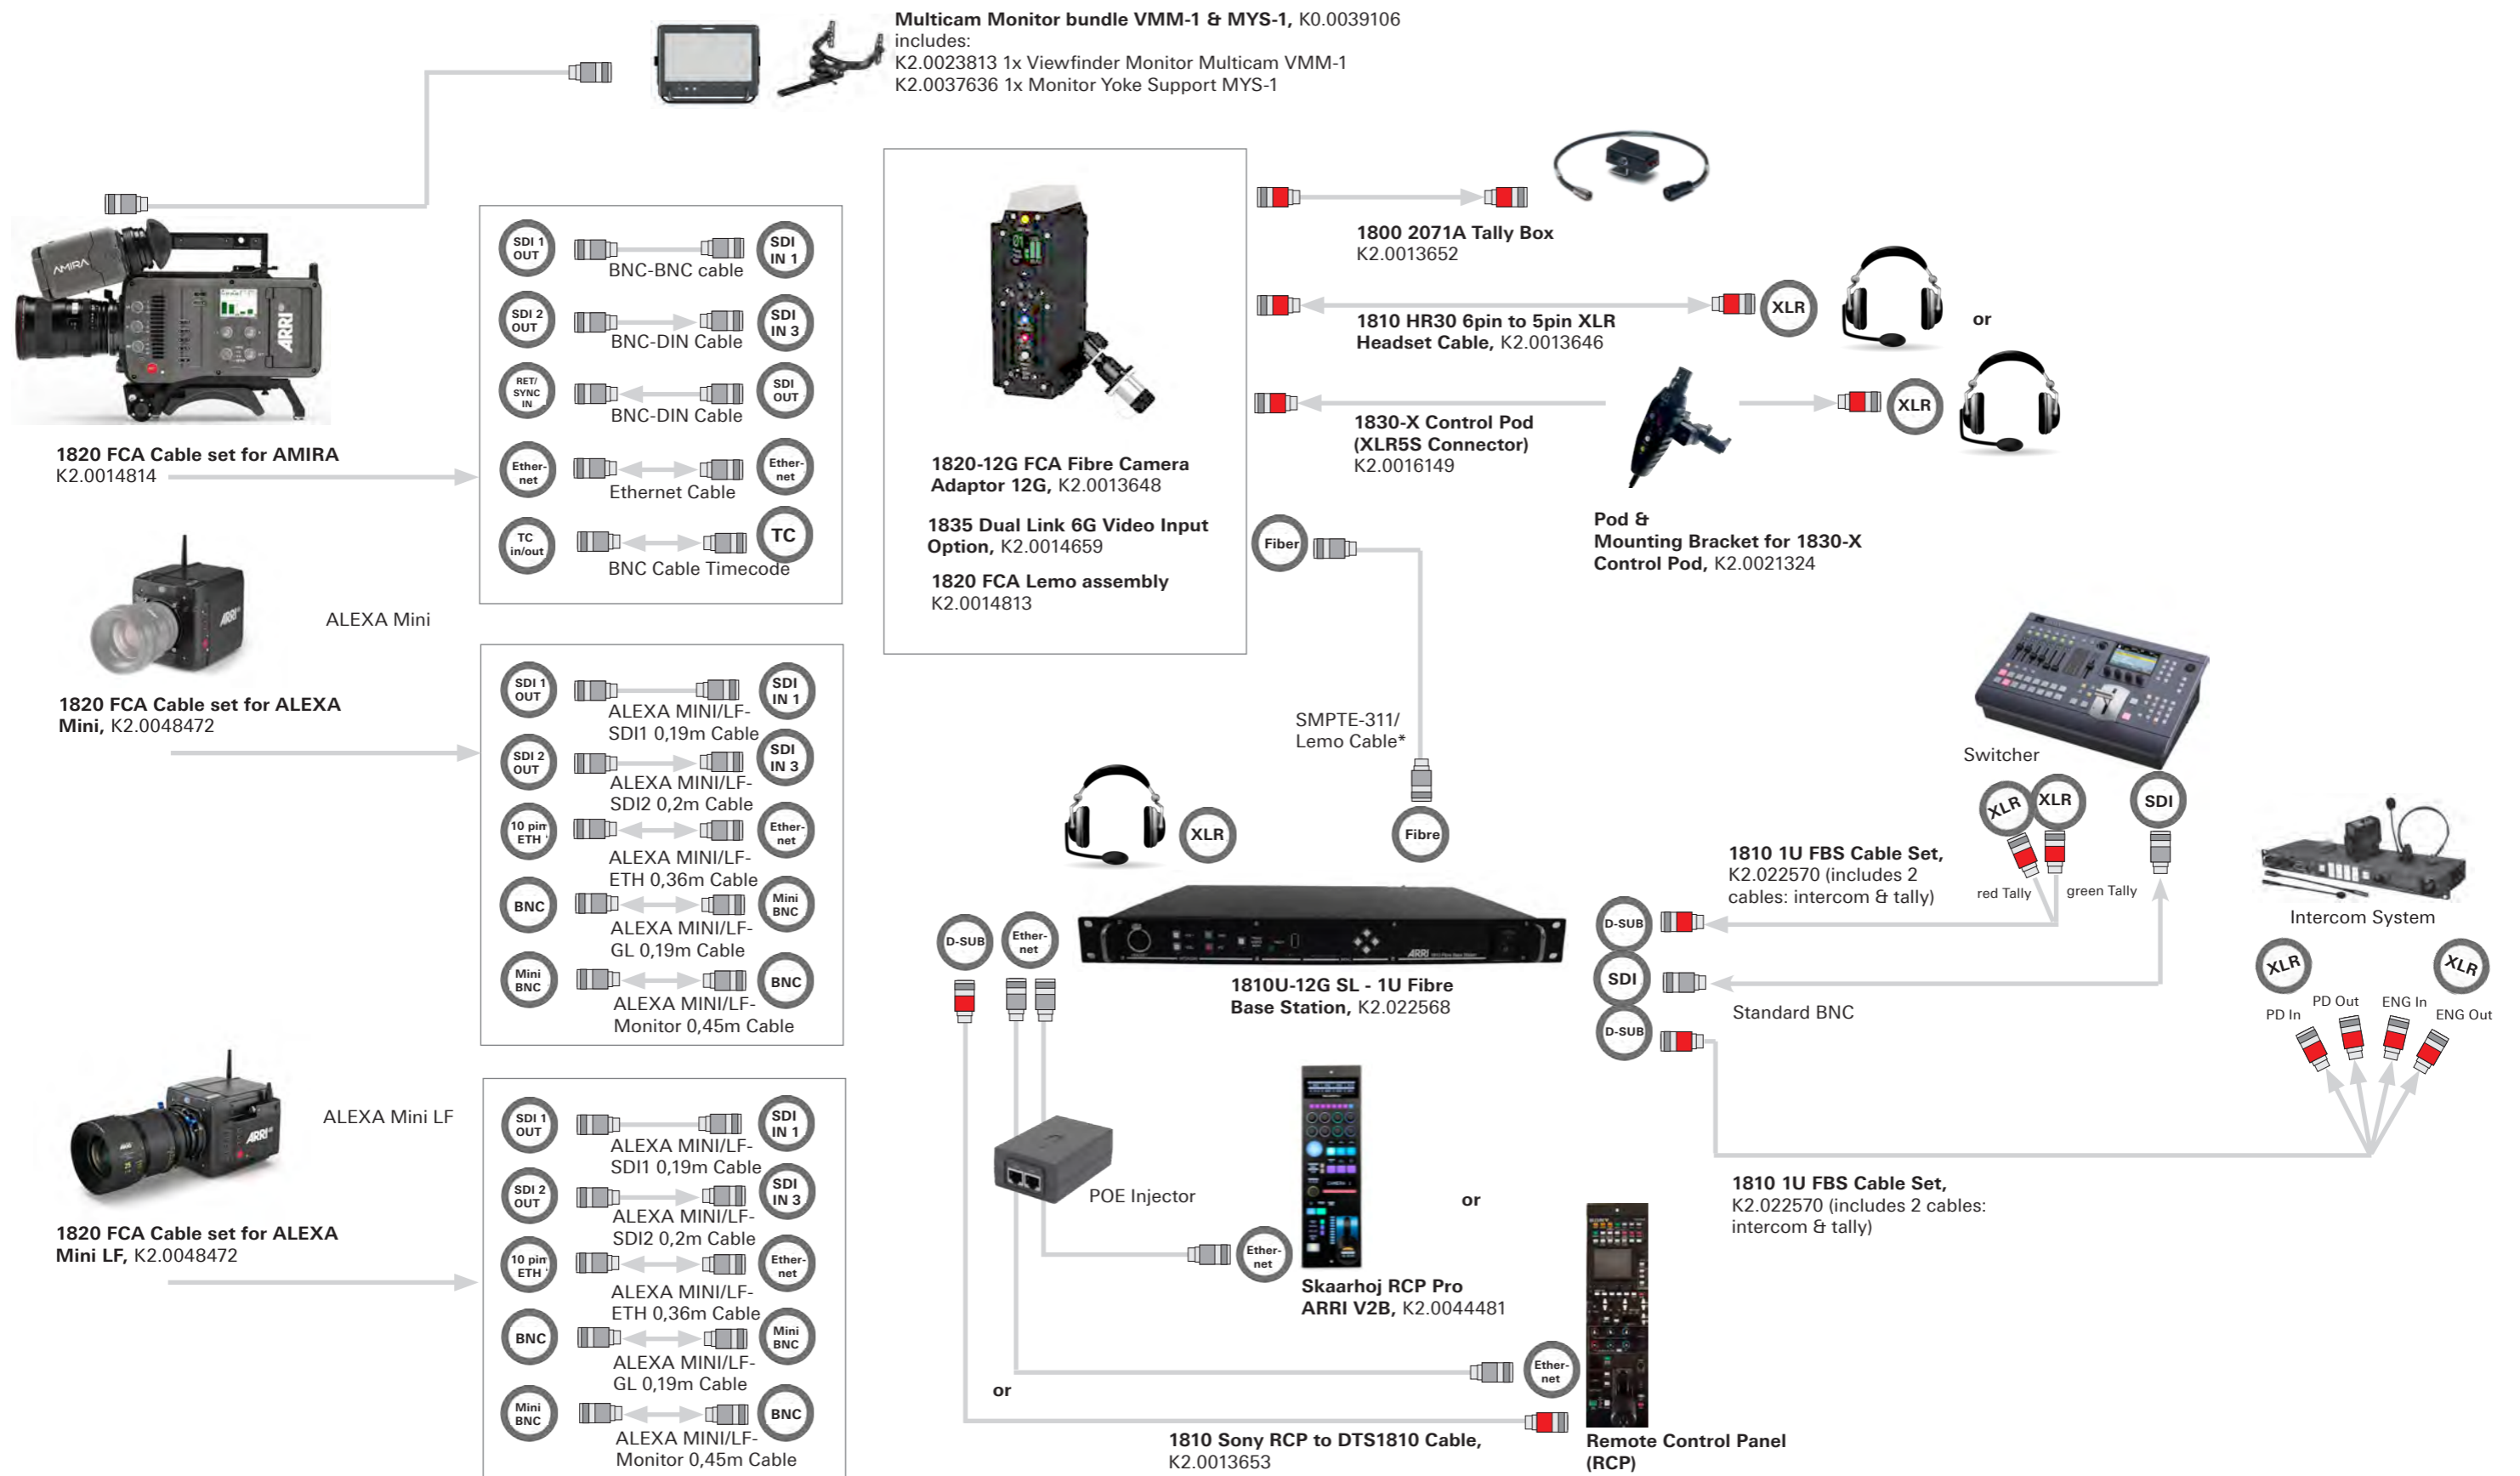 Multicam Monitor bundle VMM-1 & MYS-1, K0.0039106
includes:
K2.0023813 1x Viewfinder Monitor Multicam VMM-1
K2.0037636 1x Monitor Yoke Support MYS-1
AMIRA
ARRI
1820 FCA Cable set for AMIRA
K2.0014814
SDI 1
OUT
SDI
IN 1
BNC-BNC cable
SDI 2
OUT
SDI
IN 3
BNC-DIN Cable
RET/
SYNC
IN
SDI
OUT
BNC-DIN Cable
Ether-
net
Ether-
net
Ethernet Cable
TC
in/out
TC
BNC Cable Timecode
1820-12G FCA Fibre Camera
Adaptor 12G, K2.0013648
1835 Dual Link 6G Video Input
Option, K2.0014659
1820 FCA Lemo assembly
K2.0014813
1800 2071A Tally Box
K2.0013652
XLR
1810 HR30 6pin to 5pin XLR
Headset Cable, K2.0013646
or
XLR
1830-X Control Pod
(XLR5S Connector)
K2.0016149
Pod &
Mounting Bracket for 1830-X
Control Pod, K2.0021324
Fiber
SMPTE-311/
Lemo Cable*
Fibre
ARRI
ALEXA Mini
1820 FCA Cable set for ALEXA
Mini, K2.0048472
SDI 1
OUT
SDI
IN 1
ALEXA MINI/LF-
SDI1 0,19m Cable
SDI 2
OUT
SDI
IN 3
ALEXA MINI/LF-
SDI2 0,2m Cable
10 pin
ETH
Ether-
net
ALEXA MINI/LF-
ETH 0,36m Cable
BNC
Mini
BNC
ALEXA MINI/LF-
GL 0,19m Cable
Mini
BNC
BNC
ALEXA MINI/LF-
Monitor 0,45m Cable
ARRI
ALEXA Mini LF
1820 FCA Cable set for ALEXA
Mini LF, K2.0048472
SDI 1
OUT
SDI
IN 1
ALEXA MINI/LF-
SDI1 0,19m Cable
SDI 2
OUT
SDI
IN 3
ALEXA MINI/LF-
SDI2 0,2m Cable
10 pin
ETH
Ether-
net
ALEXA MINI/LF-
ETH 0,36m Cable
BNC
Mini
BNC
ALEXA MINI/LF-
GL 0,19m Cable
Mini
BNC
BNC
ALEXA MINI/LF-
Monitor 0,45m Cable
XLR
D-SUB
Ether-
net
ARRI
1810U-12G SL - 1U Fibre
Base Station, K2.022568
Switcher
XLR
XLR
SDI
red Tally
green Tally
1810 1U FBS Cable Set,
K2.022570 (includes 2
cables: intercom & tally)
D-SUB
SDI
D-SUB
Standard BNC
Intercom System
XLR
XLR
PD In
PD Out
ENG In
ENG Out
1810 1U FBS Cable Set,
K2.022570 (includes 2 cables:
intercom & tally)
POE Injector
Ether-
net
Skaarhoj RCP Pro
ARRI V2B, K2.0044481
or
Ether-
net
or
1810 Sony RCP to DTS1810 Cable,
K2.0013653
Remote Control Panel
(RCP)